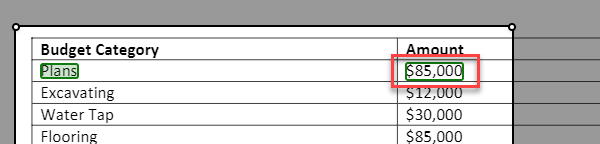 Budget Category Amount
Plans $85,000
Excavating $12,000
Water Tap $30,000
Flooring $85,000